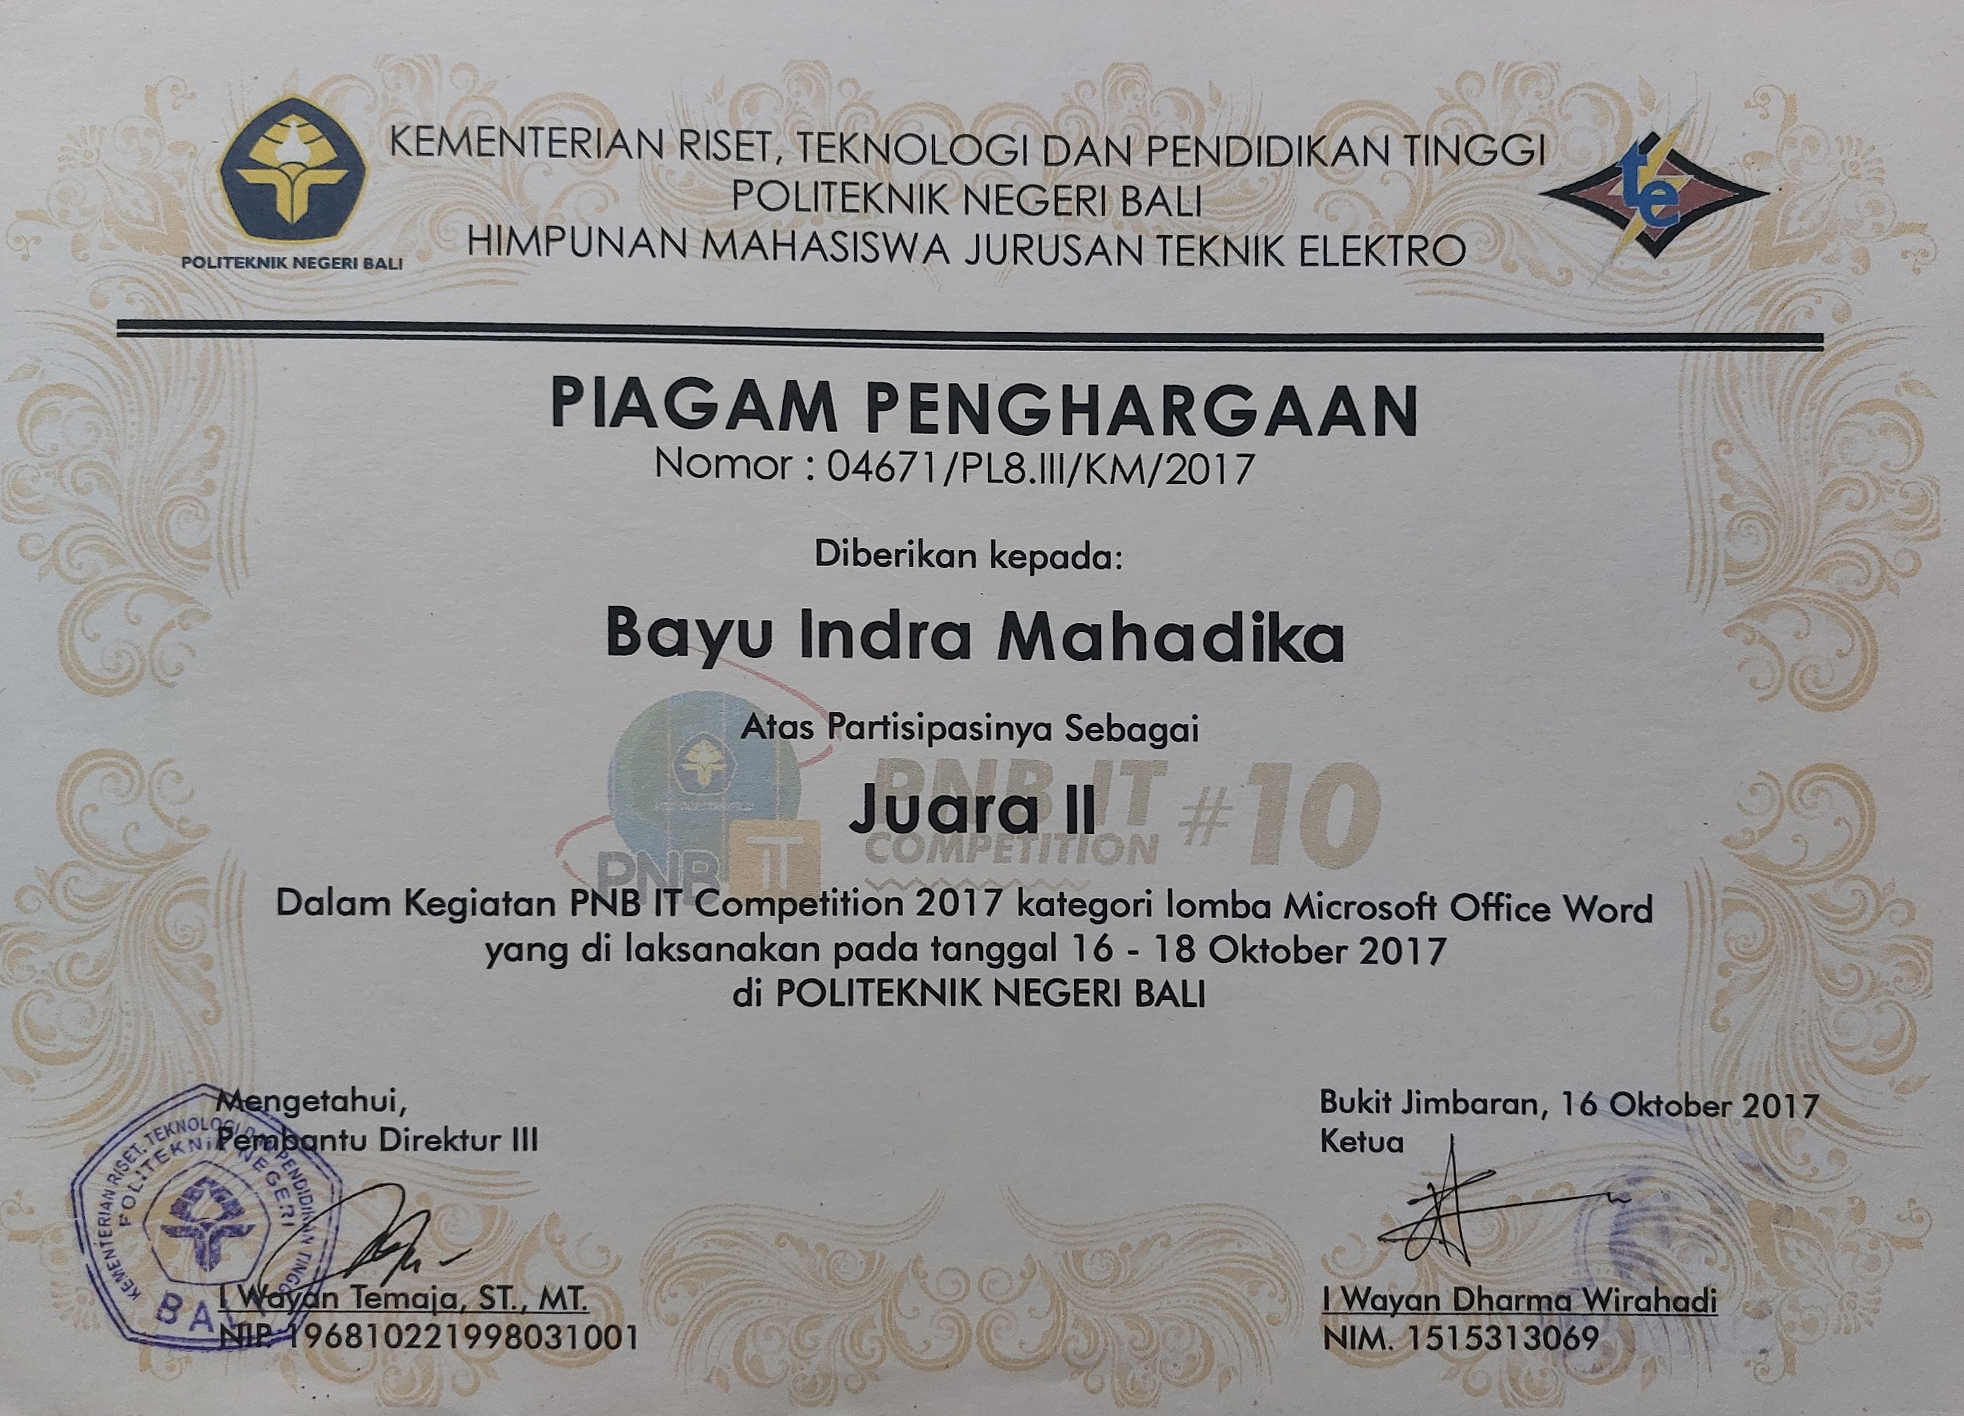 KEMENTERIAN RISET, TEKNOLOGI DAN PENDIDIKAN TINGGI
POLITEKNIK NEGERI BALI
HIMPUNAN MAHASISWA JURUSAN TEKNIK ELEKTRO
POLITEKNIK NEGERI BALI
te
PIAGAM PENGHARGAAN
Nomor : 04671/PL8.III/KM/2017
Diberikan kepada:
Bayu Indra Mahadika
Atas Partisipasinya Sebagai
Juara II
PNB IT
COMPETITION #10
PNB IT
Dalam Kegiatan PNB IT Competition 2017 kategori lomba Microsoft Office Word
yang di laksanakan pada tanggal 16 - 18 Oktober 2017
di POLITEKNIK NEGERI BALI
Mengetahui,
Pembantu Direktur III
KEMENTERIAN RISET, TEKNOLOGI DAN PENDIDIKAN TINGGI
POLITEKNIK NEGERI
BALI
I Wayan Temaja, ST., MT.
NIP. 196810221998031001
Bukit Jimbaran, 16 Oktober 2017
Ketua
I Wayan Dharma Wirahadi
NIM. 1515313069